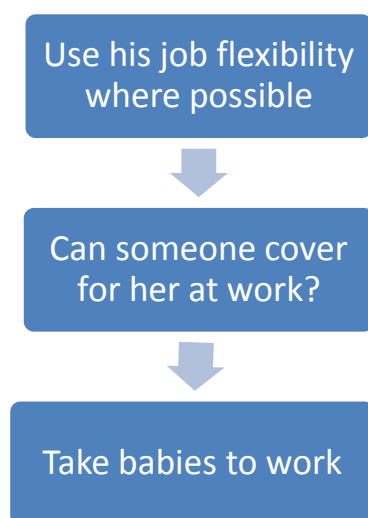 Use his job flexibility
where possible
Can someone cover
for her at work?
Take babies to work